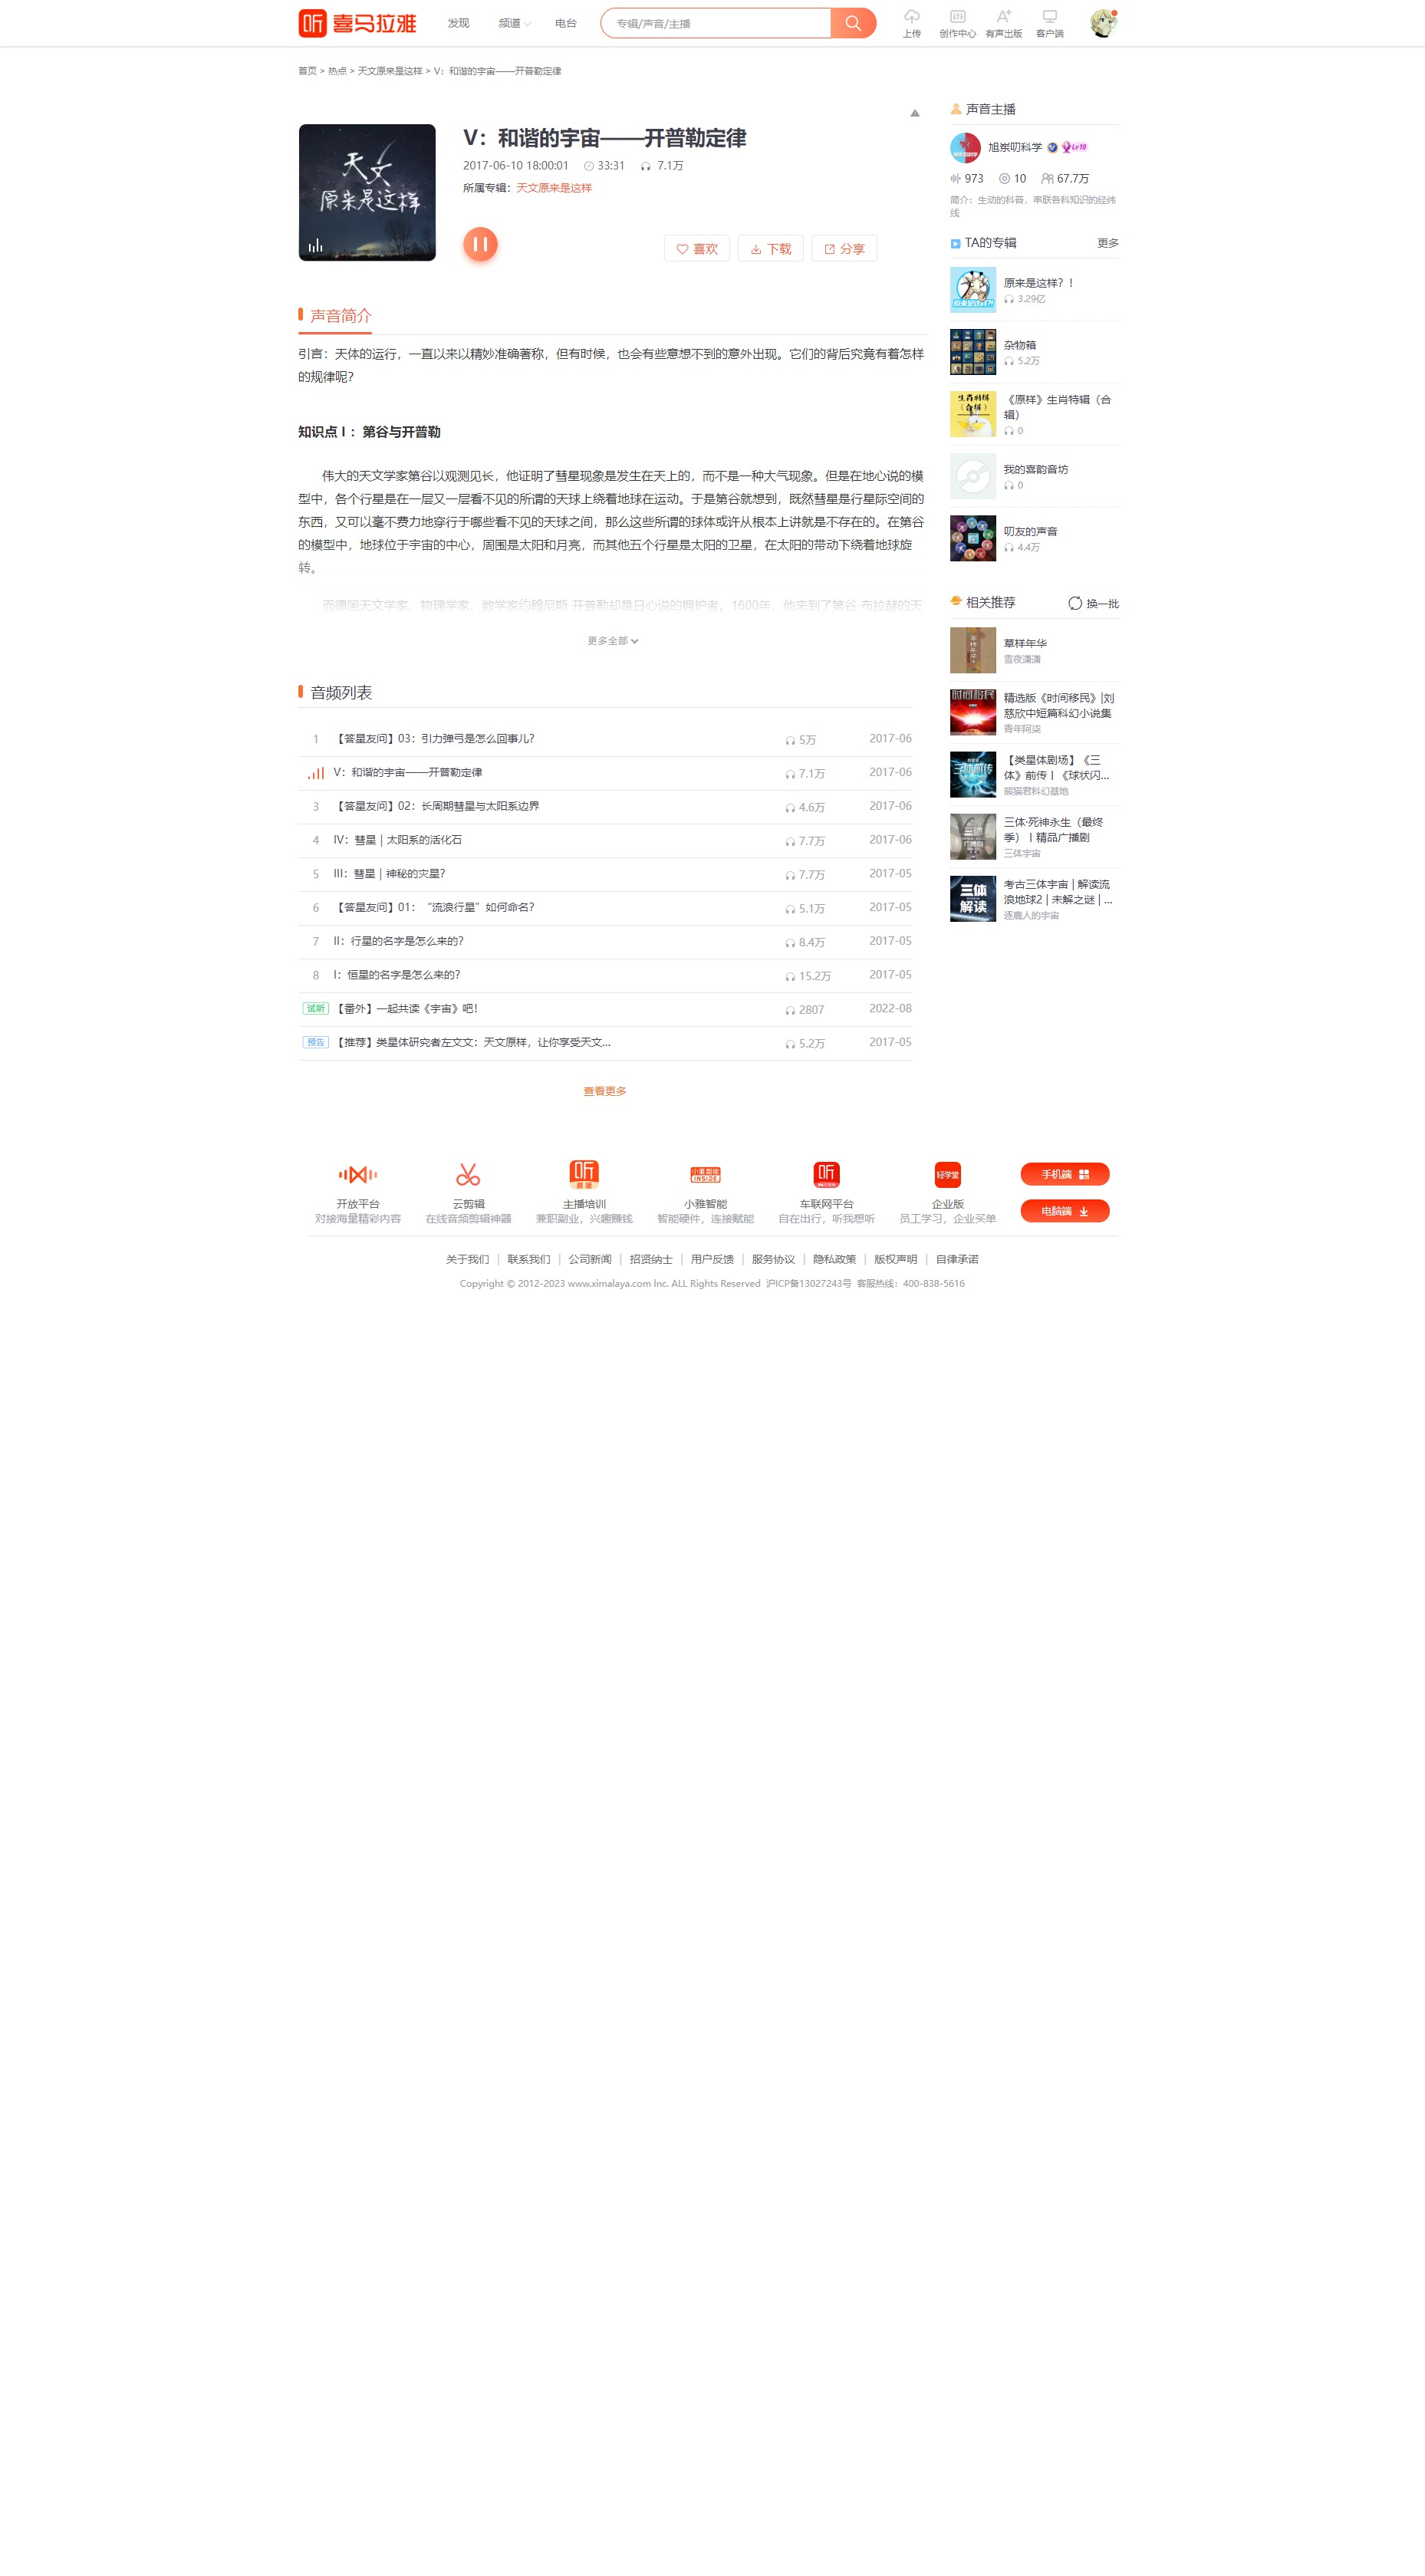 听 喜马拉雅
发现
频道
电台
专辑/声音/主播
上传
创作中心
有声出版
客户端
首页 > 热点 > 天文原来是这样 > V：和谐的宇宙——开普勒定律
天文
原来是这样
V：和谐的宇宙——开普勒定律
2017-06-10 18:00:01 33:31 7.1万
所属专辑：天文原来是这样
喜欢
下载
分享
声音简介
引言：天体的运行，一直以来以精妙准确著称，但有时候，也会有些意想不到的意外出现。它们的背后究竟有着怎样
的规律呢？
知识点 I ：第谷与开普勒
伟大的天文学家第谷以观测见长，他证明了彗星现象是发生在天上的，而不是一种大气现象。但是在地心说的模
型中，各个行星是在一层又一层看不见的所谓的天球上绕着地球在运动。于是第谷就想到，既然彗星是行星际空间的
东西，又可以毫不费力地穿行于哪些看不见的天球之间，那么这些所谓的球体或许从根本上讲就是不存在的。在第谷
的模型中，地球位于宇宙的中心，周围是太阳和月亮，而其他五个行星是太阳的卫星，在太阳的带动下绕着地球旋
转。
而德国天文学家、物理学家、数学家约翰尼斯·开普勒却是日心说的拥护者。1600年，他来到了第谷·布拉赫的天
更多全部
音频列表
1 【答星友问】03：引力弹弓是怎么回事儿？ 5万 2017-06
V：和谐的宇宙——开普勒定律 7.1万 2017-06
3 【答星友问】02：长周期彗星与太阳系边界 4.6万 2017-06
4 IV：彗星 | 太阳系的活化石 7.7万 2017-06
5 III：彗星 | 神秘的灾星？ 7.7万 2017-05
6 【答星友问】01：“流浪行星”如何命名？ 5.1万 2017-05
7 II：行星的名字是怎么来的？ 8.4万 2017-05
8 I：恒星的名字是怎么来的？ 15.2万 2017-05
试听 【番外】一起共读《宇宙》吧！ 2807 2022-08
预告 【推荐】类星体研究者左文文：天文原样，让你享受天文... 5.2万 2017-05
查看更多
声音主播
旭岽叨科学 V Lv10
973 10 67.7万
简介：生动的科普，串联各科知识的经纬
线
TA的专辑 更多
原来是这样？！
3.29亿
杂物箱
5.2万
生肖特辑
（合辑）
《原样》生肖特辑（合
辑）
0
我的喜韵音坊
0
叨友的声音
4.4万
相关推荐 换一批
草样年华
雪夜潇潇
时间移民
精选版《时间移民》|刘
慈欣中短篇科幻小说集
青年阿柒
三体前传
【类星体剧场】《三
体》前传丨《球状闪...
熊猫君科幻基地
三体
三体·死神永生（最终
季）丨精品广播剧
三体宇宙
三体
解读
考古三体宇宙 | 解读流
浪地球2 | 未解之谜 | ...
逐鹿人的宇宙
开放平台
对接海量精彩内容
云剪辑
在线音频剪辑神器
听
主播培训
兼职副业，兴趣赚钱
INSIDE
小雅智能
智能硬件，连接赋能
听
车联网平台
自在出行，听我想听
轻学堂
企业版
员工学习，企业买单
手机端
电脑端
关于我们 | 联系我们 | 公司新闻 | 招贤纳士 | 用户反馈 | 服务协议 | 隐私政策 | 版权声明 | 自律承诺
Copyright © 2012-2023 www.ximalaya.com lnc. ALL Rights Reserved 沪ICP备13027243号 客服热线：400-838-5616